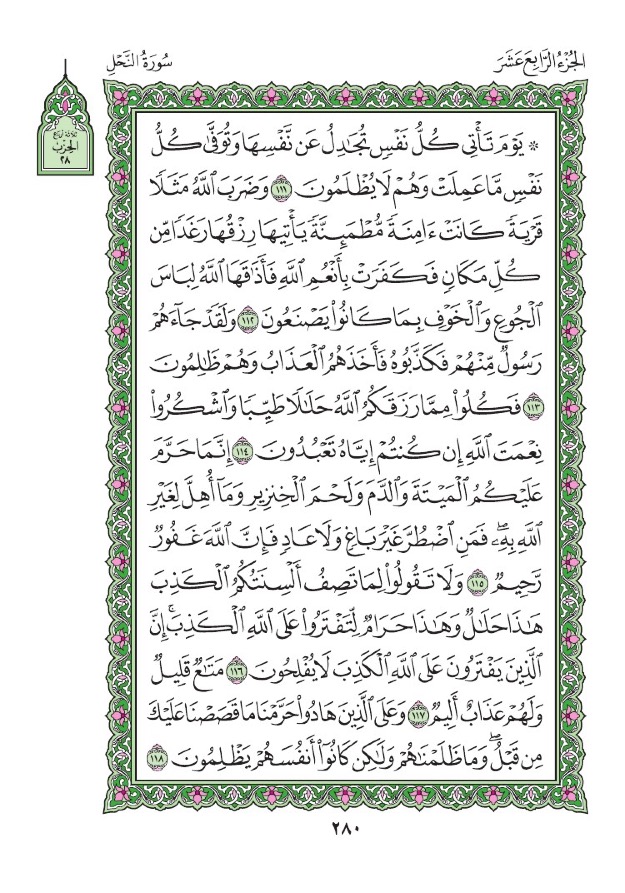 الجُزْءُ الرَّابِعَ عَشَرَ
سُورَةُ النَّحْلِ
ثلاثة أرباع
الحزب
٢٨
۞ يَوْمَ تَأْتِي كُلُّ نَفْسٍ تُجَادِلُ عَن نَّفْسِهَا وَتُوَفَّىٰ كُلُّ
نَفْسٍ مَّا عَمِلَتْ وَهُمْ لَا يُظْلَمُونَ ١١١ وَضَرَبَ ٱللَّهُ مَثَلًا
قَرْيَةً كَانَتْ ءَامِنَةً مُّطْمَئِنَّةً يَأْتِيهَا رِزْقُهَا رَغَدًا مِّن
كُلِّ مَكَانٍ فَكَفَرَتْ بِأَنْعُمِ ٱللَّهِ فَأَذَٰقَهَا ٱللَّهُ لِبَاسَ
ٱلْجُوعِ وَٱلْخَوْفِ بِمَا كَانُوا۟ يَصْنَعُونَ ١١٢ وَلَقَدْ جَآءَهُمْ
رَسُولٌ مِّنْهُمْ فَكَذَّبُوهُ فَأَخَذَهُمُ ٱلْعَذَابُ وَهُمْ ظَٰلِمُونَ
١١٣ فَكُلُوا۟ مِمَّا رَزَقَكُمُ ٱللَّهُ حَلَٰلًا طَيِّبًا وَٱشْكُرُوا۟
نِعْمَتَ ٱللَّهِ إِن كُنتُمْ إِيَّاهُ تَعْبُدُونَ ١١٤ إِنَّمَا حَرَّمَ
عَلَيْكُمُ ٱلْمَيْتَةَ وَٱلدَّمَ وَلَحْمَ ٱلْخِنزِيرِ وَمَآ أُهِلَّ لِغَيْرِ
ٱللَّهِ بِهِۦ ۖ فَمَنِ ٱضْطُرَّ غَيْرَ بَاغٍ وَلَا عَادٍ فَإِنَّ ٱللَّهَ غَفُورٌ
رَّحِيمٌ ١١٥ وَلَا تَقُولُوا۟ لِمَا تَصِفُ أَلْسِنَتُكُمُ ٱلْكَذِبَ
هَٰذَا حَلَٰلٌ وَهَٰذَا حَرَامٌ لِّتَفْتَرُوا۟ عَلَى ٱللَّهِ ٱلْكَذِبَ ۚ إِنَّ
ٱلَّذِينَ يَفْتَرُونَ عَلَى ٱللَّهِ ٱلْكَذِبَ لَا يُفْلِحُونَ ١١٦ مَتَٰعٌ قَلِيلٌ
وَلَهُمْ عَذَابٌ أَلِيمٌ ١١٧ وَعَلَى ٱلَّذِينَ هَادُوا۟ حَرَّمْنَا مَا قَصَصْنَا عَلَيْكَ
مِن قَبْلُ ۖ وَمَا ظَلَمْنَٰهُمْ وَلَٰكِن كَانُوٓا۟ أَنفُسَهُمْ يَظْلِمُونَ ١١٨
٢٨٠